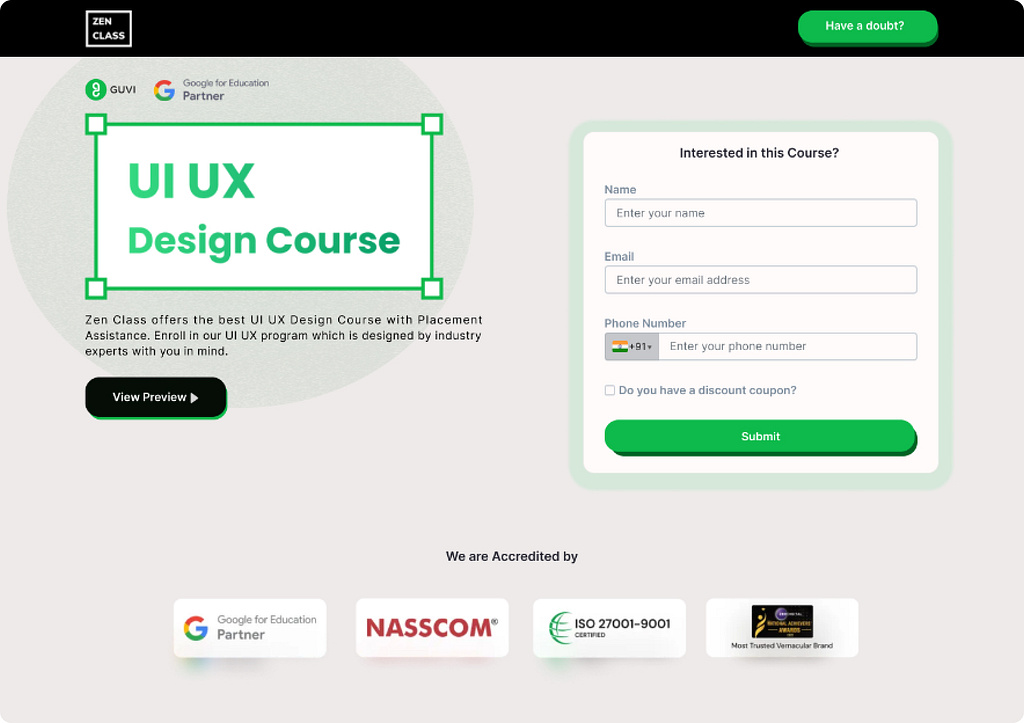 ZEN
CLASS
Have a doubt?
GUVI
Google for Education
Partner
UI UX
Design Course
Zen Class offers the best UI UX Design Course with Placement
Assistance. Enroll in our UI UX program which is designed by industry
experts with you in mind.
View Preview
Interested in this Course?
Name
Enter your name
Email
Enter your email address
Phone Number
+91
Enter your phone number
Do you have a discount coupon?
Submit
We are Accredited by
Google for Education
Partner
NASSCOM®
ISO 27001-9001
CERTIFIED
NATIONAL ACHIEVERS
AWARDS
Most Trusted Vernacular Brand